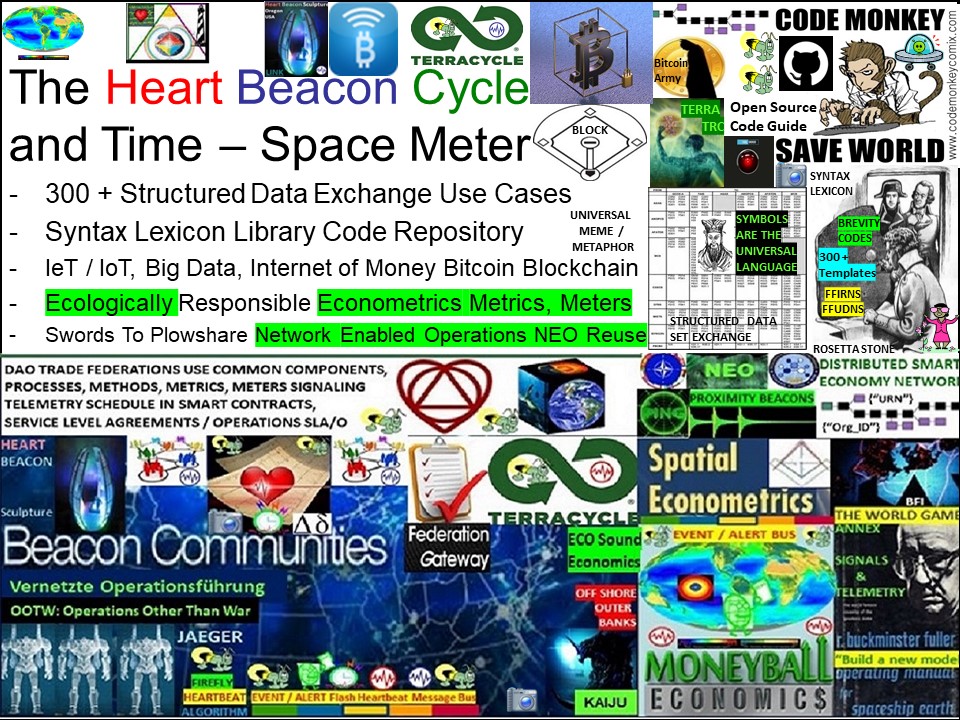 Heart Beacon Sculpture
Oregon
USA
LINK
TERRACYCLE
The Heart Beacon Cycle
and Time – Space Meter
- 300 + Structured Data Exchange Use Cases
- Syntax Lexicon Library Code Repository
- IeT / IoT, Big Data, Internet of Money Bitcoin Blockchain
- Ecologically Responsible Econometrics Metrics, Meters
- Swords To Plowshare Network Enabled Operations NEO Reuse
BLOCK
UNIVERSAL
MEME /
METAPHOR
CODE MONKEY
Bitcoin
Army
TERRA
TRC
Open Source
Code Guide
SAVE WORLD
www.codemonkeycomix.com
SYNTAX
LEXICON
SYMBOLS
ARE THE
UNIVERSAL
LANGUAGE
STRUCTURED DATA
SET EXCHANGE
BREVITY
CODES
300 +
Templates
FFIRNS
FFUDNS
ROSETTA STONE
DAO TRADE FEDERATIONS USE COMMON COMPONENTS,
PROCESSES, METHODS, METRICS, METERS SIGNALING
TELEMETRY SCHEDULE IN SMART CONTRACTS,
SERVICE LEVEL AGREEMENTS / OPERATIONS SLA/O
NEO
PING
PROXIMITY BEACONS
DISTRIBUTED SMART
ECONOMY NETWOR
{"URN"}
{"Org_ID"}
HEART
BEACON
Sculpture
Δδ
TERRACYCLE
Spatial
Econometrics
BFI
THE WORLD GAME
Beacon Communities
Federation
Gateway
ECO Sound
Economics
EVENT / ALERT BUS
ANNEX
SIGNALS
&
TELEMETRY
Vernetzte Operationsführung
OOTW: Operations Other Than War
OFF SHORE
OUTER
BANKS
JAEGER
FIREFLY
HEARTBEAT
ALGORITHM
EVENT / ALERT Flash Heartbeat Message Bus
KAIJU
MONEYBALL
ECONOMIC$
r. buckminster fuller
"Build a new mode
operating manual
for
spaceship earth